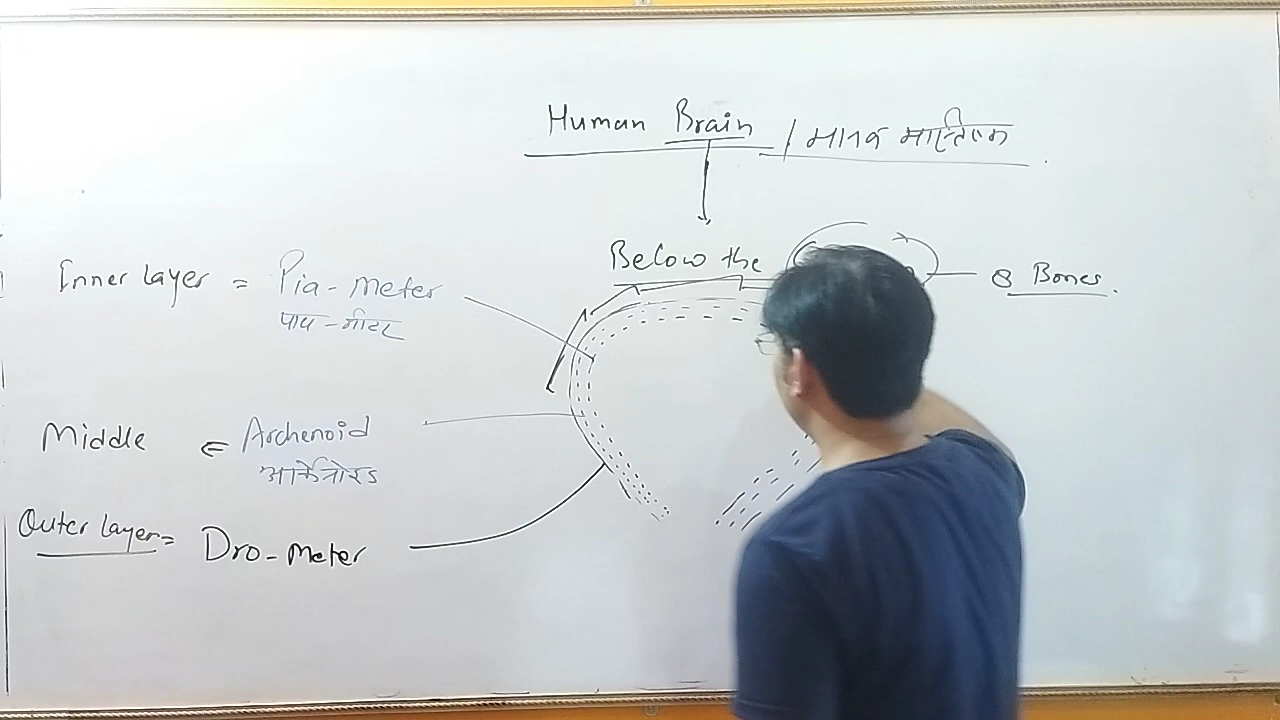 Human Brain / मानव मास्तिष्क
Below the
8 Bones.
Inner layer = Pia-meter
पाय-मीटर
Middle = Archenoid
आर्केनोइड
Outer layer = Dro-meter